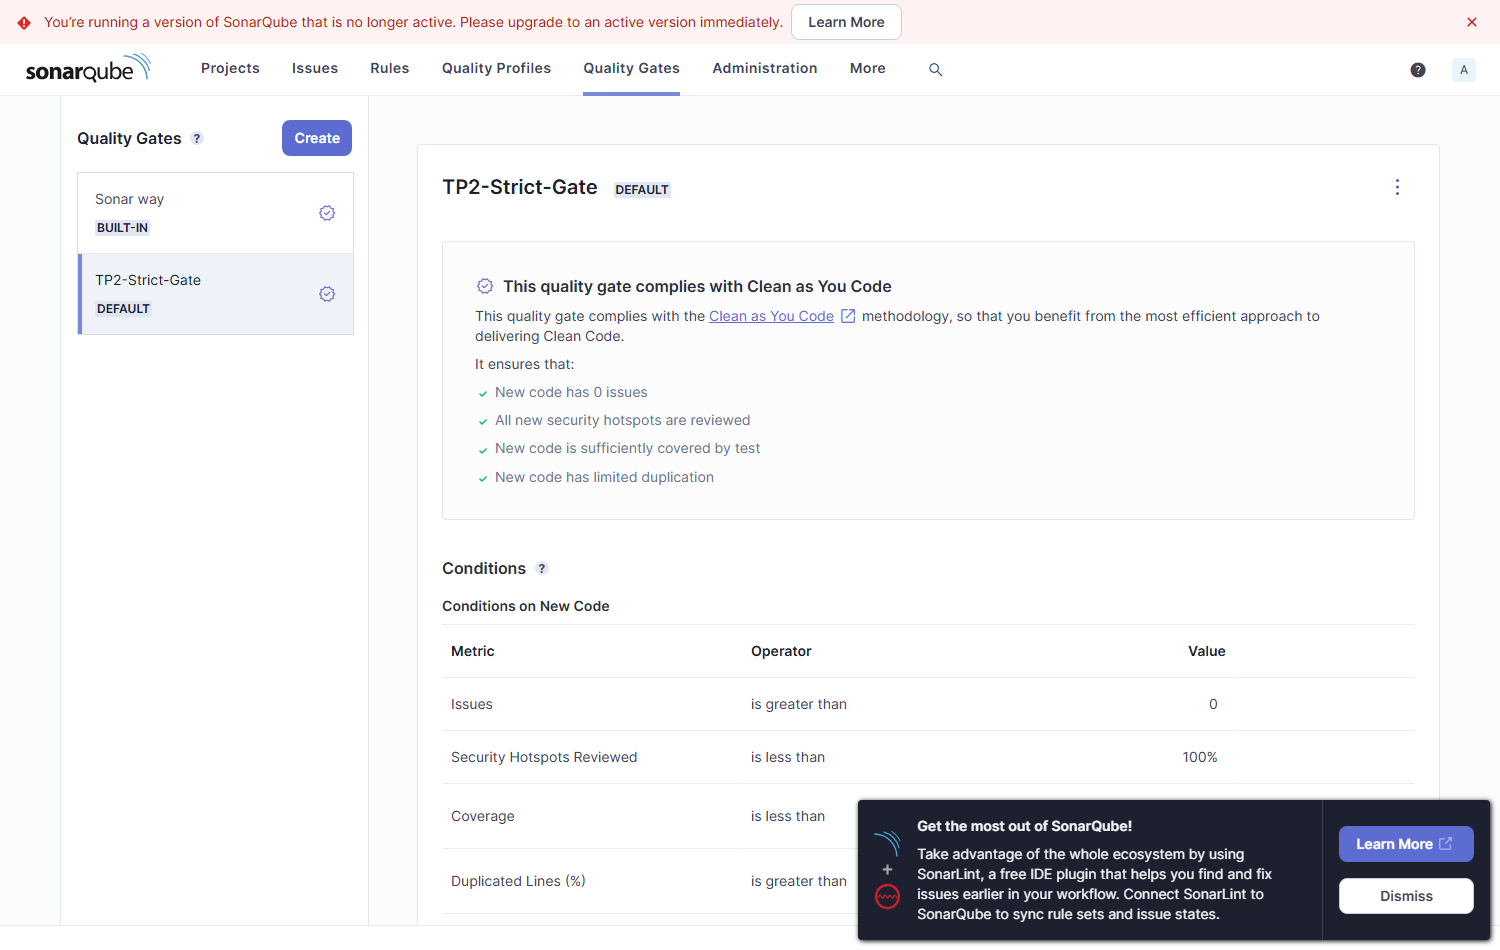 You're running a version of SonarQube that is no longer active. Please upgrade to an active version immediately. Learn More
sonarqube Projects Issues Rules Quality Profiles Quality Gates Administration More ? A
Quality Gates ? Create
Sonar way
BUILT-IN
TP2-Strict-Gate
DEFAULT
TP2-Strict-Gate DEFAULT
This quality gate complies with Clean as You Code
This quality gate complies with the Clean as You Code methodology, so that you benefit from the most efficient approach to
delivering Clean Code.
It ensures that:
New code has 0 issues
All new security hotspots are reviewed
New code is sufficiently covered by test
New code has limited duplication
Conditions ?
Conditions on New Code
Metric Operator Value
Issues is greater than 0
Security Hotspots Reviewed is less than 100%
Coverage is less than
Duplicated Lines (%) is greater than
Get the most out of SonarQube!
Take advantage of the whole ecosystem by using
SonarLint, a free IDE plugin that helps you find and fix
issues earlier in your workflow. Connect SonarLint to
SonarQube to sync rule sets and issue states.
Learn More
Dismiss